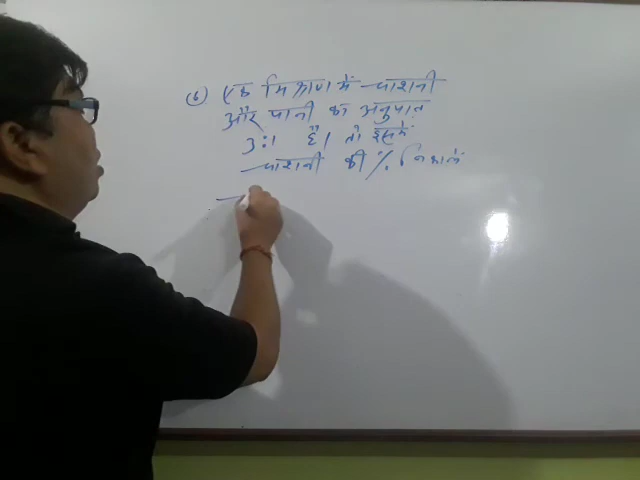 (6) एक मिश्रण में चाशनी
और पानी का अनुपात
3:1 है। तो इसमें
चाशनी की % निकालें